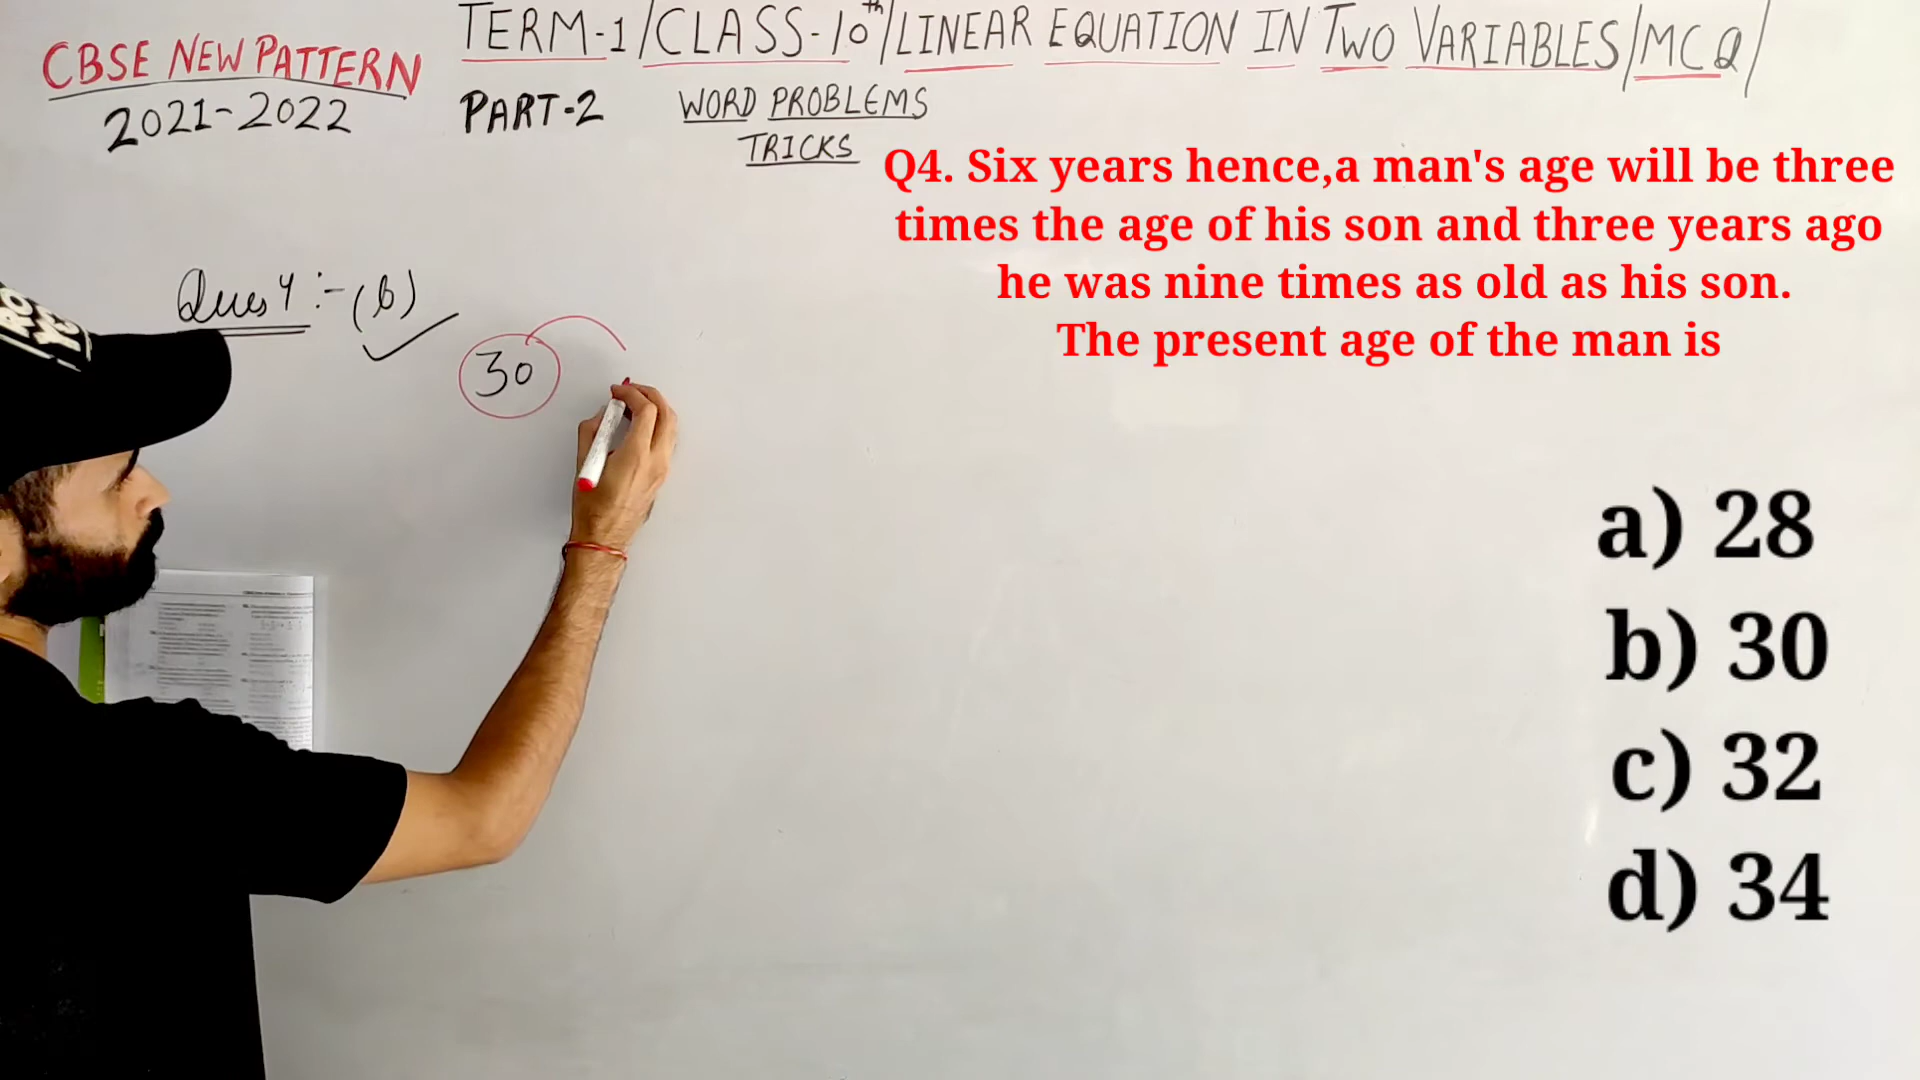 CBSE NEW PATTERN
2021-2022
TERM-1/CLASS-10th/LINEAR EQUATION IN TWO VARIABLES/MCQ/
PART-2
WORD PROBLEMS
TRICKS
Q4. Six years hence,a man's age will be three
times the age of his son and three years ago
he was nine times as old as his son.
The present age of the man is
Ques 4 :- (b)
30
a) 28
b) 30
c) 32
d) 34